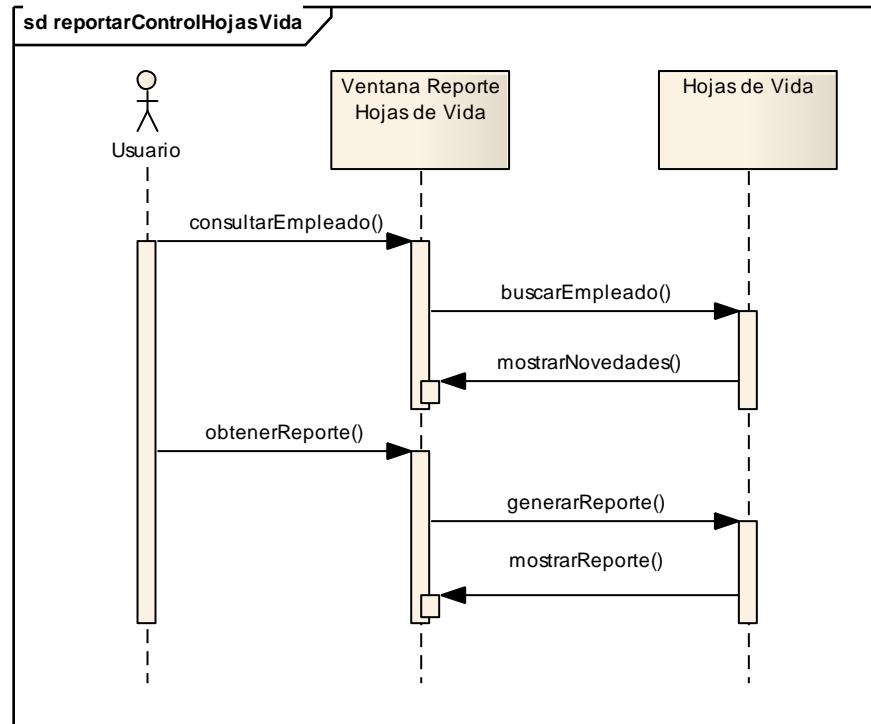 sd reportarControlHojasVida
Usuario
Ventana Reporte
Hojas de Vida
Hojas de Vida
consultarEmpleado()
buscarEmpleado()
mostrarNovedades()
obtenerReporte()
generarReporte()
mostrarReporte()